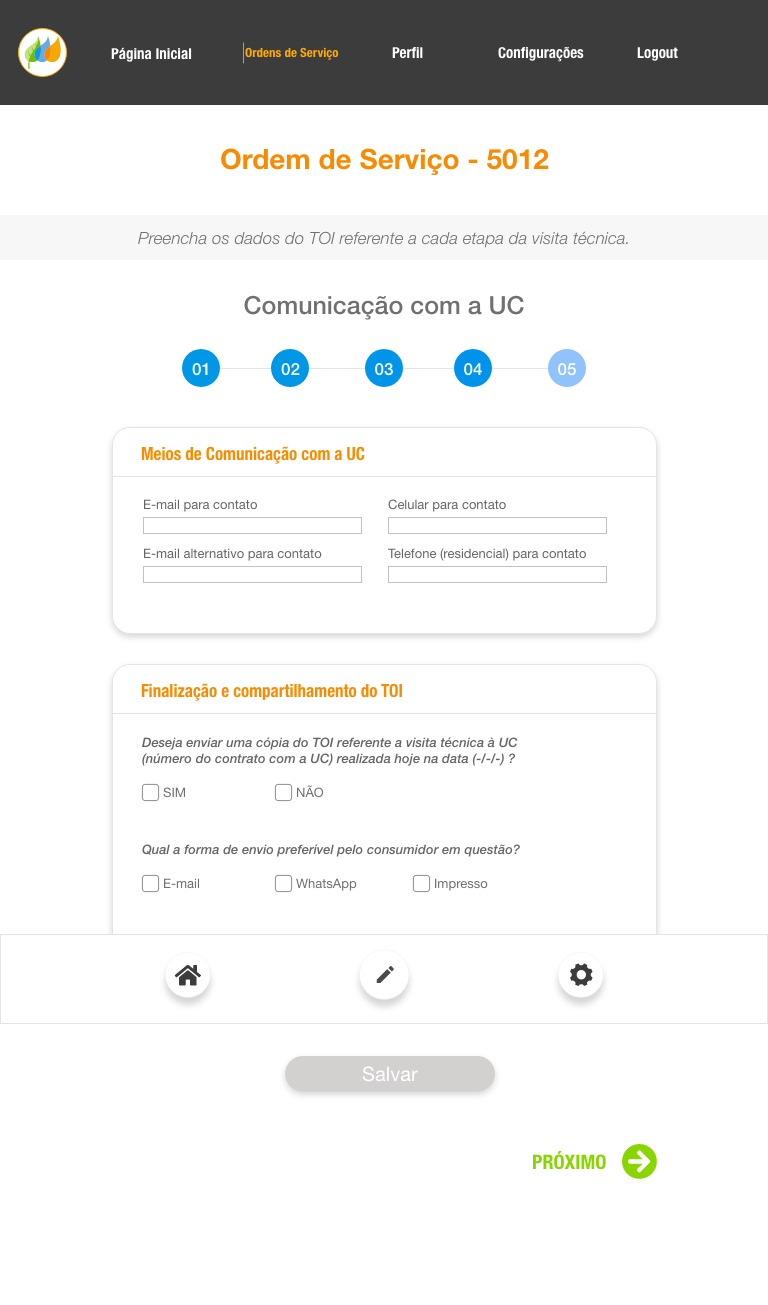 Página Inicial
Ordens de Serviço
Perfil
Configurações
Logout
Ordem de Serviço - 5012
Preencha os dados do TOI referente a cada etapa da visita técnica.
Comunicação com a UC
01 02 03 04 05
Meios de Comunicação com a UC
E-mail para contato
Celular para contato
E-mail alternativo para contato
Telefone (residencial) para contato
Finalização e compartilhamento do TOI
Deseja enviar uma cópia do TOI referente a visita técnica à UC
(número do contrato com a UC) realizada hoje na data (-/-/-) ?
SIM
NÃO
Qual a forma de envio preferível pelo consumidor em questão?
E-mail
WhatsApp
Impresso
Salvar
PRÓXIMO